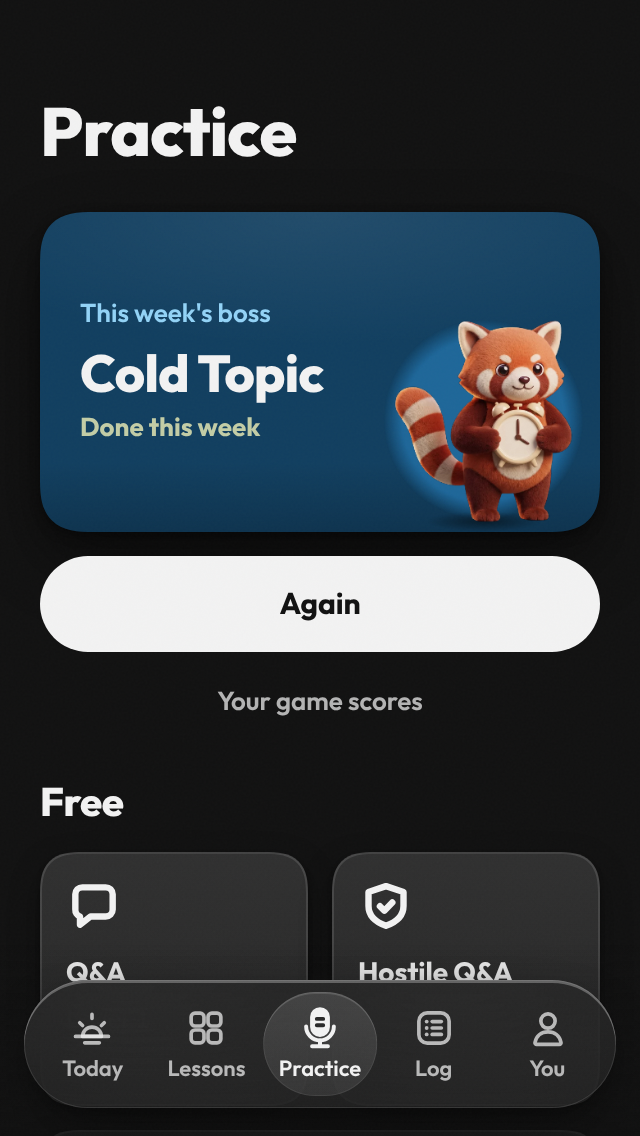 Practice
This week's boss
Cold Topic
Done this week
Again
Your game scores
Free
Q&A
Hostile Q&A
Today
Lessons
Practice
Log
You